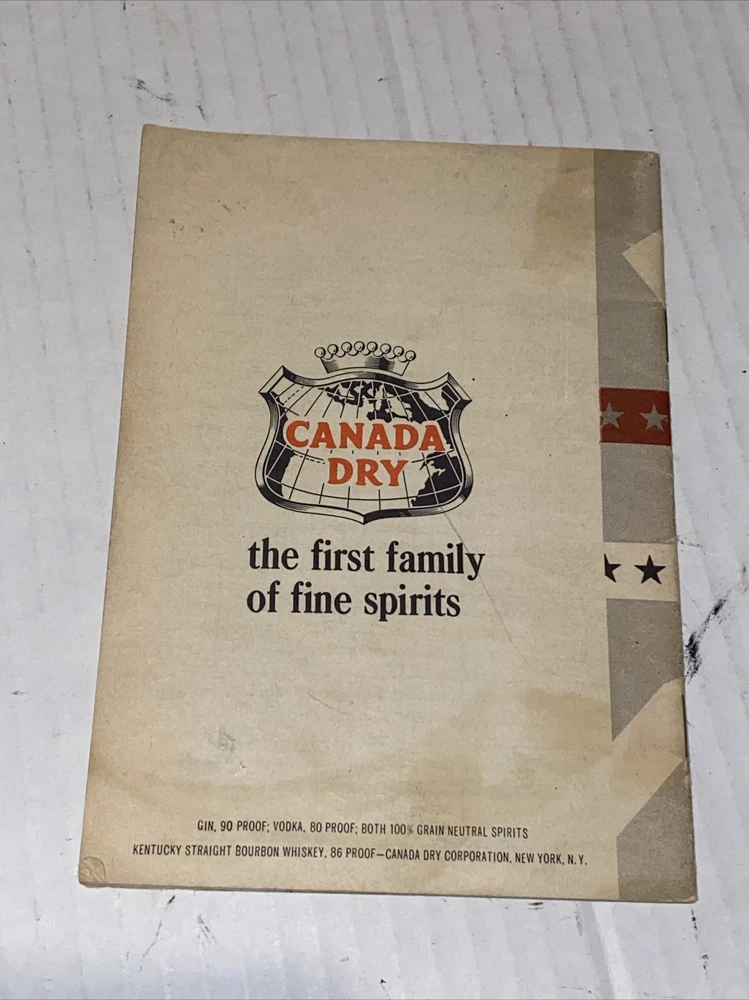 CANADA
DRY
the first family
of fine spirits
GIN, 90 PROOF; VODKA, 80 PROOF; BOTH 100% GRAIN NEUTRAL SPIRITS
KENTUCKY STRAIGHT BOURBON WHISKEY, 86 PROOF—CANADA DRY CORPORATION, NEW YORK, N.Y.